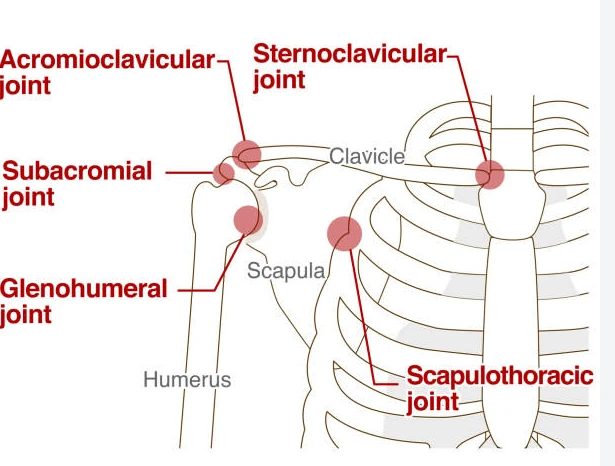 Acromioclavicular
joint
Sternoclavicular
joint
Clavicle
Subacromial
joint
Scapula
Glenohumeral
joint
Humerus
Scapulothoracic
joint